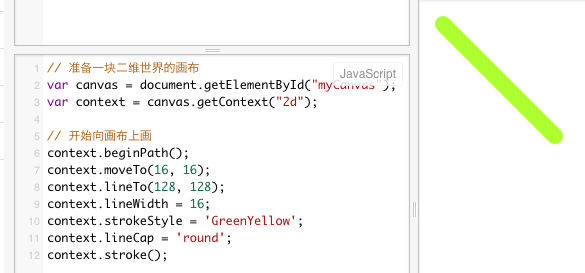 JavaScript
1 // 准备一块二维世界的画布
2 var canvas = document.getElementById("myCanvas");
3 var context = canvas.getContext("2d");
4
5 // 开始向画布上画
6 context.beginPath();
7 context.moveTo(16, 16);
8 context.lineTo(128, 128);
9 context.lineWidth = 16;
10 context.strokeStyle = 'GreenYellow';
11 context.lineCap = 'round';
12 context.stroke();